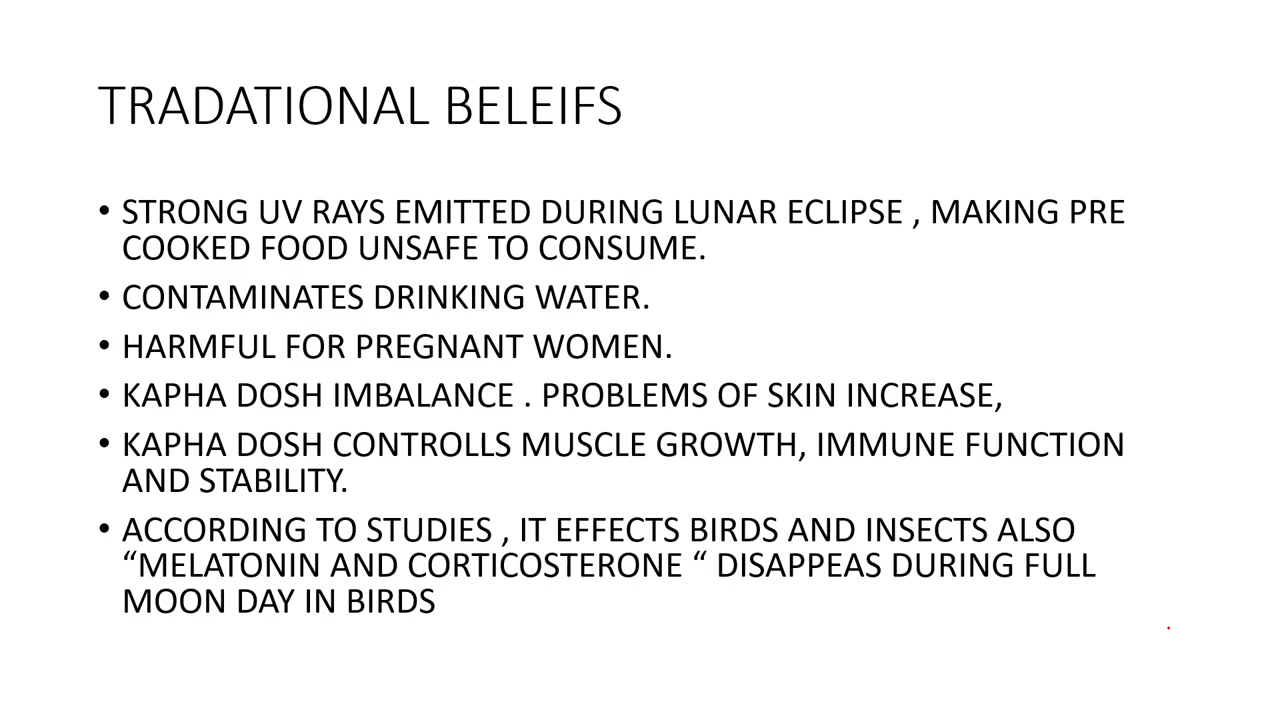 TRADATIONAL BELEIFS
• STRONG UV RAYS EMITTED DURING LUNAR ECLIPSE , MAKING PRE
COOKED FOOD UNSAFE TO CONSUME.
• CONTAMINATES DRINKING WATER.
• HARMFUL FOR PREGNANT WOMEN.
• KAPHA DOSH IMBALANCE . PROBLEMS OF SKIN INCREASE,
• KAPHA DOSH CONTROLLS MUSCLE GROWTH, IMMUNE FUNCTION
AND STABILITY.
• ACCORDING TO STUDIES , IT EFFECTS BIRDS AND INSECTS ALSO
“MELATONIN AND CORTICOSTERONE “ DISAPPEAS DURING FULL
MOON DAY IN BIRDS